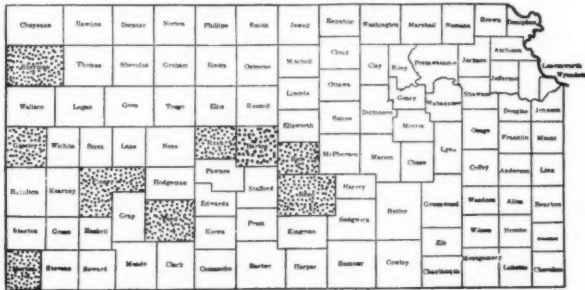 Cheyenne Rawlins Decatur Norton Phillips Smith Jewell Republic Washington Marshall Nemaha Brown Doniphan
Thomas Sheridan Graham Rooks Osborne Mitchell Cloud Clay Riley Pottawatomie Jackson Atchison
Jefferson Leavenworth
Ottawa Wyandot
Wallace Logan Gove Trego Ellis Russell Lincoln Geary Wabaunsee Shawnee Douglas Johnson
Saline Dickinson
Ellsworth Morris Osage Franklin Miami
Greeley Wichita Scott Lane Ness McPherson Marion Chase Lyon
Pawnee Coffey Anderson Linn
Hamilton Kearney Hodgeman Stafford Harvey
Edwards Butler Greenwood Woodson Allen Bourbon
Gray Sedgwick
Stanton Grant Haskell Kiowa Pratt Kingman Wilson Neosho
Elk
Morton Stevens Seward Meade Clark Comanche Barber Harper Sumner Cowley Chautauqua Montgomery Labette Cherokee